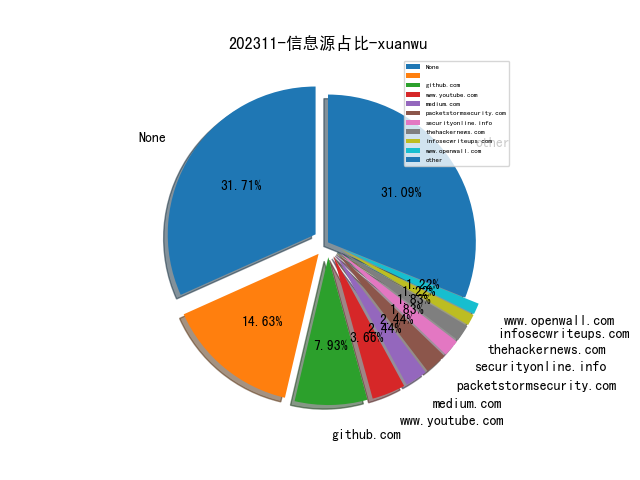 202311-信息源占比-xuanwu
None
github.com
www.youtube.com
medium.com
packetstormsecurity.com
securityonline.info
thehackernews.com
infosecwriteups.com
www.openwall.com
other
other
None
31.71%
31.09%
14.63%
7.93%
3.66%
2.44%
2.44%
1.83%
1.83%
1.22%
1.22%
www.openwall.com
infosecwriteups.com
thehackernews.com
securityonline.info
packetstormsecurity.com
medium.com
www.youtube.com
github.com